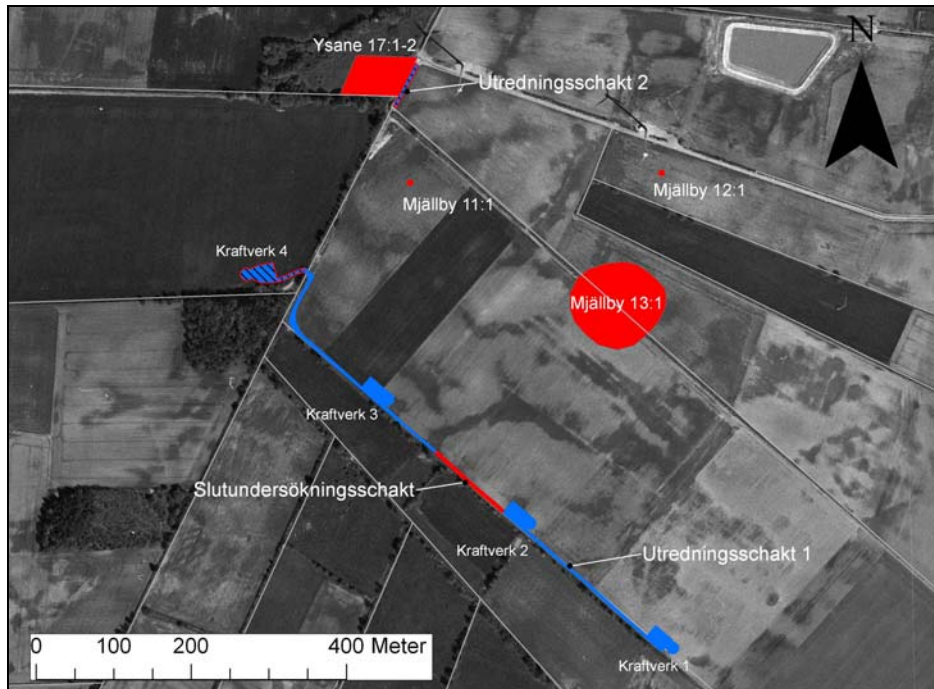 Ysane 17:1-2
N
Utredningsschakt 2
Mjällby 11:1
Mjällby 12:1
Kraftverk 4
Mjällby 13:1
Kraftverk 3
Slutundersökningsschakt
Kraftverk 2
Utredningsschakt 1
0 100 200 400 Meter
Kraftverk 1